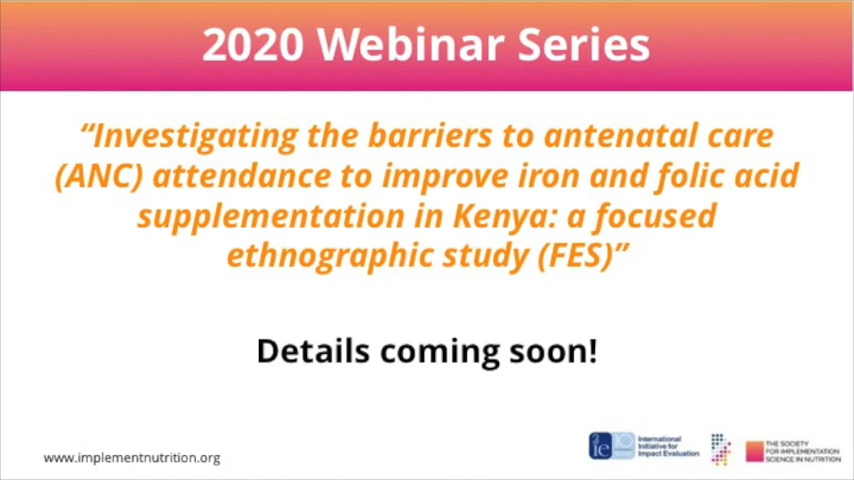 2020 Webinar Series
“Investigating the barriers to antenatal care
(ANC) attendance to improve iron and folic acid
supplementation in Kenya: a focused
ethnographic study (FES)”
Details coming soon!
www.implementnutrition.org
ie
10
International
Initiative for
Impact Evaluation
THE SOCIETY
FOR IMPLEMENTATION
SCIENCE IN NUTRITION